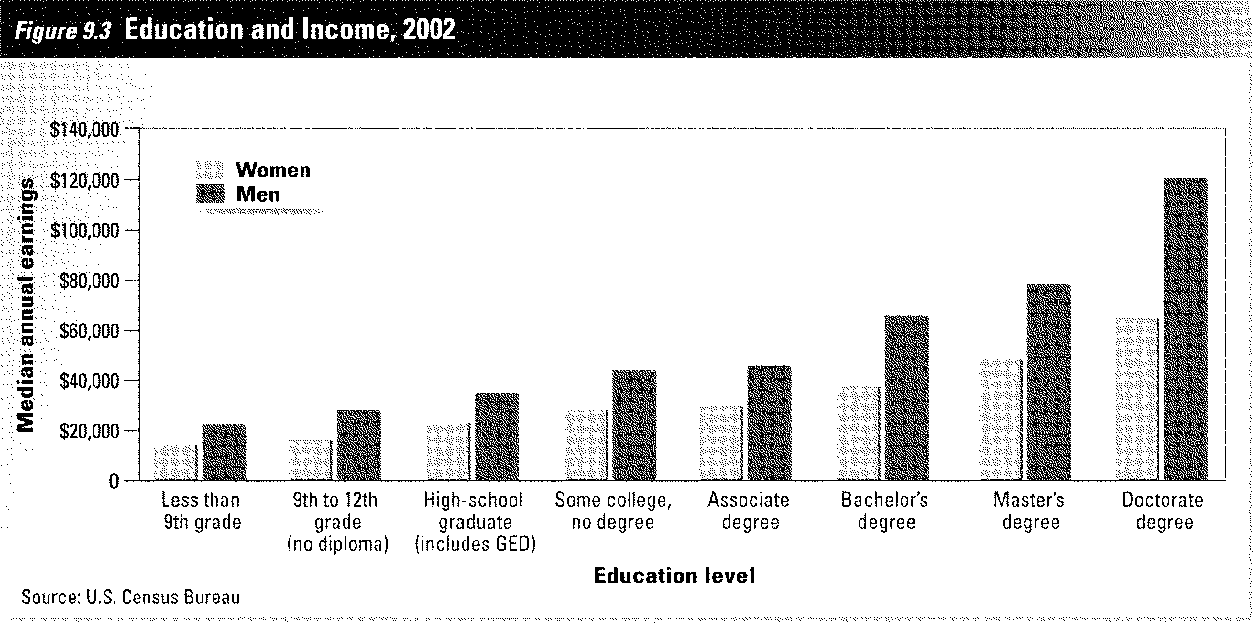 Figure 9.3 Education and Income, 2002
Median annual earnings
$140,000
$120,000
$100,000
$80,000
$60,000
$40,000
$20,000
0
Women
Men
Less than
9th grade
9th to 12th
grade
(no diploma)
High-school
graduate
(includes GED)
Some college,
no degree
Associate
degree
Bachelor's
degree
Master's
degree
Doctorate
degree
Education level
Source: U.S. Census Bureau